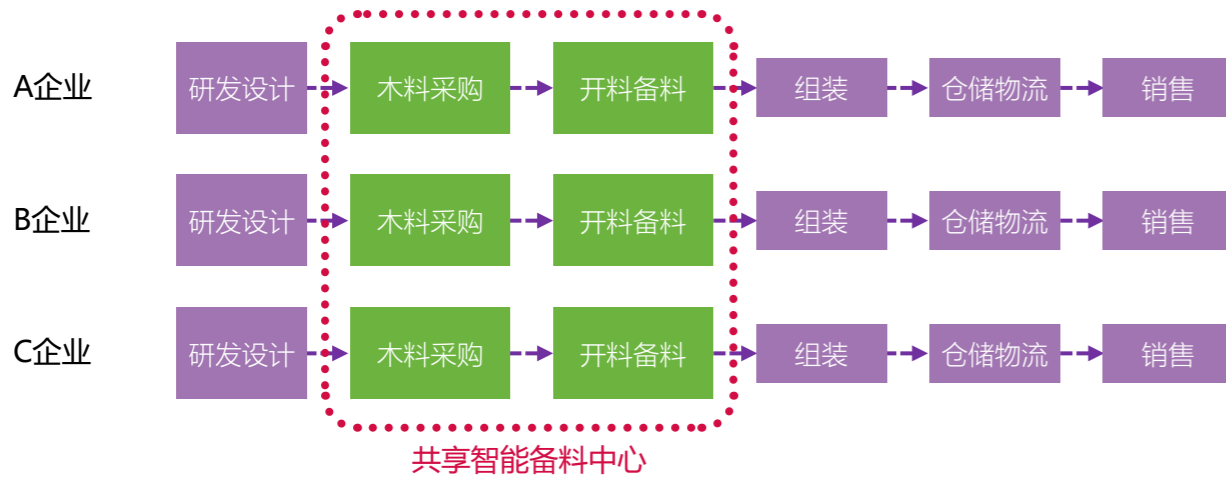 A企业 研发设计 木料采购 开料备料 组装 仓储物流 销售
B企业 研发设计 木料采购 开料备料 组装 仓储物流 销售
C企业 研发设计 木料采购 开料备料 组装 仓储物流 销售
共享智能备料中心